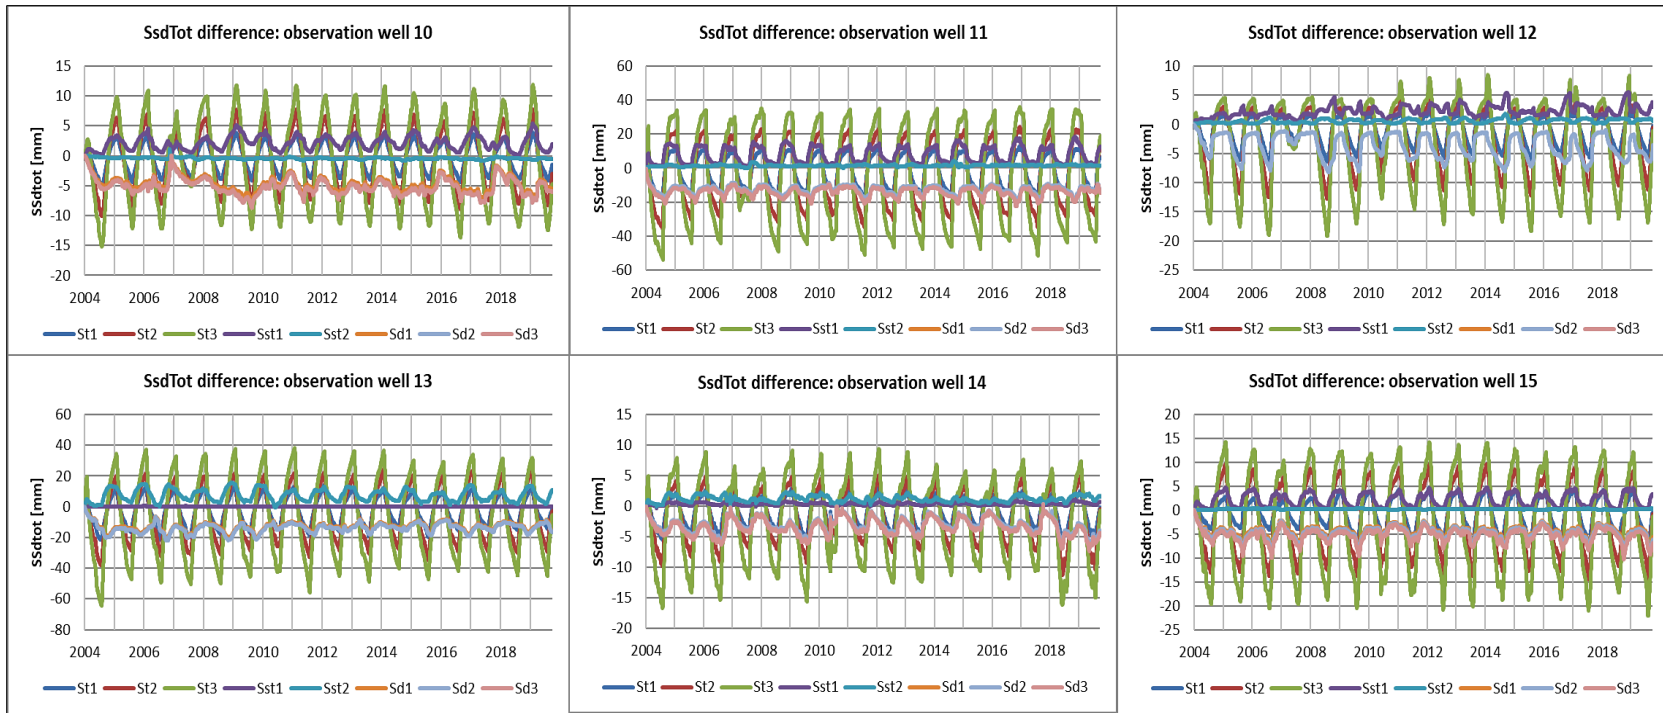 SsdTot difference: observation well 10
SSdtot [mm]
15
10
5
0
-5
-10
-15
-20
2004 2006 2008 2010 2012 2014 2016 2018
St1 St2 St3 Sst1 Sst2 Sd1 Sd2 Sd3
SsdTot difference: observation well 11
SSdtot [mm]
60
40
20
0
-20
-40
-60
2004 2006 2008 2010 2012 2014 2016 2018
St1 St2 St3 Sst1 Sst2 Sd1 Sd2 Sd3
SsdTot difference: observation well 12
SSdtot [mm]
10
5
0
-5
-10
-15
-20
-25
2004 2006 2008 2010 2012 2014 2016 2018
St1 St2 St3 Sst1 Sst2 Sd1 Sd2 Sd3
SsdTot difference: observation well 13
SSdtot [mm]
60
40
20
0
-20
-40
-60
-80
2004 2006 2008 2010 2012 2014 2016 2018
St1 St2 St3 Sst1 Sst2 Sd1 Sd2 Sd3
SsdTot difference: observation well 14
SSdtot [mm]
15
10
5
0
-5
-10
-15
-20
2004 2006 2008 2010 2012 2014 2016 2018
St1 St2 St3 Sst1 Sst2 Sd1 Sd2 Sd3
SsdTot difference: observation well 15
SSdtot [mm]
20
15
10
5
0
-5
-10
-15
-20
-25
2004 2006 2008 2010 2012 2014 2016 2018
St1 St2 St3 Sst1 Sst2 Sd1 Sd2 Sd3